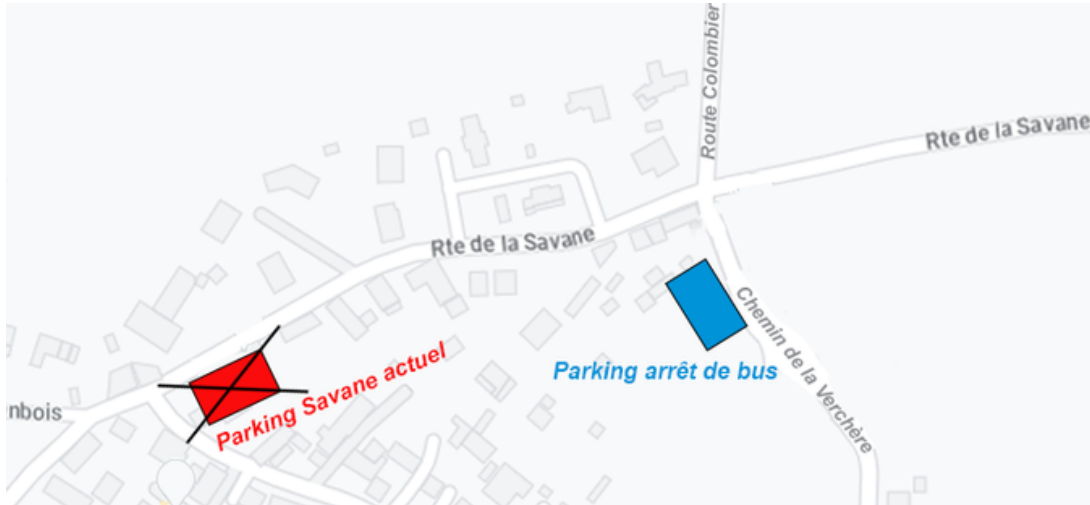 Route Colombier
Rte de la Savane
Rte de la Savane
Chemin de la Verchère
Parking arrêt de bus
Parking Savane actuel
nbois